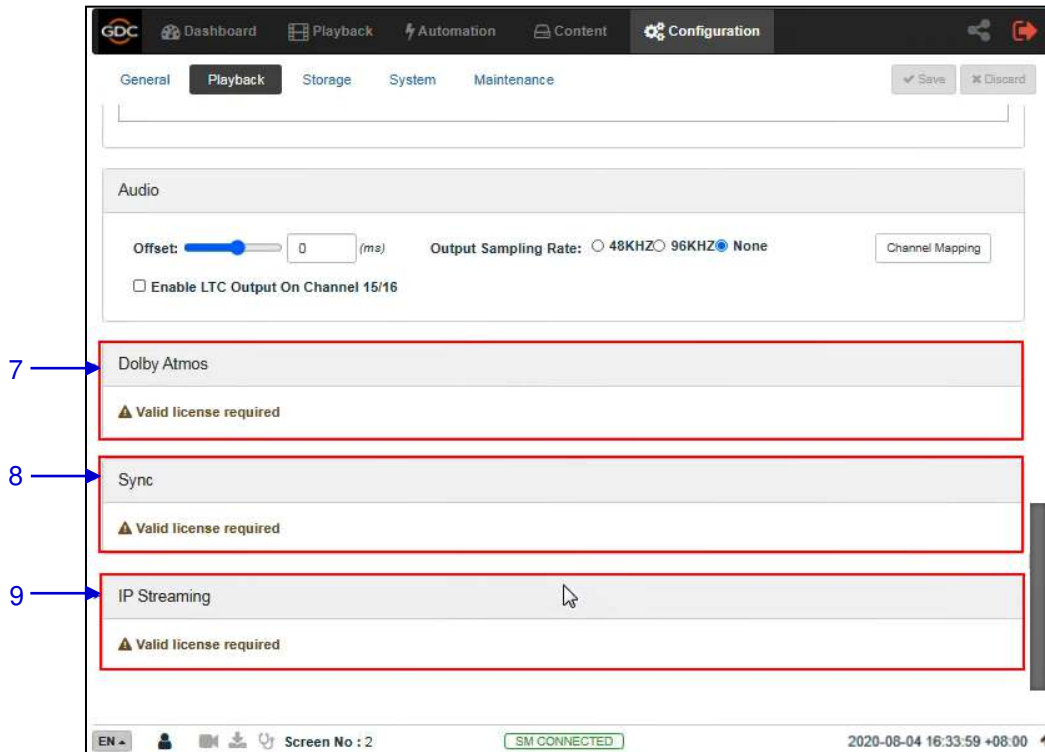 GDC Dashboard Playback Automation Content Configuration
General Playback Storage System Maintenance Save Discard
Audio
Offset: 0 (ms) Output Sampling Rate: 48KHZ 96KHZ None Channel Mapping
Enable LTC Output On Channel 15/16
7 Dolby Atmos
Valid license required
8 Sync
Valid license required
9 IP Streaming
Valid license required
EN Screen No : 2 SM CONNECTED 2020-08-04 16:33:59 +08:00